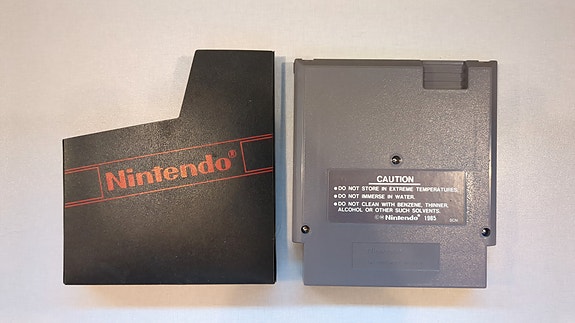 Nintendo®
CAUTION
● DO NOT STORE IN EXTREME TEMPERATURES.
● DO NOT IMMERSE IN WATER.
● DO NOT CLEAN WITH BENZENE, THINNER,
ALCOHOL OR OTHER SUCH SOLVENTS.
Nintendo® 1985